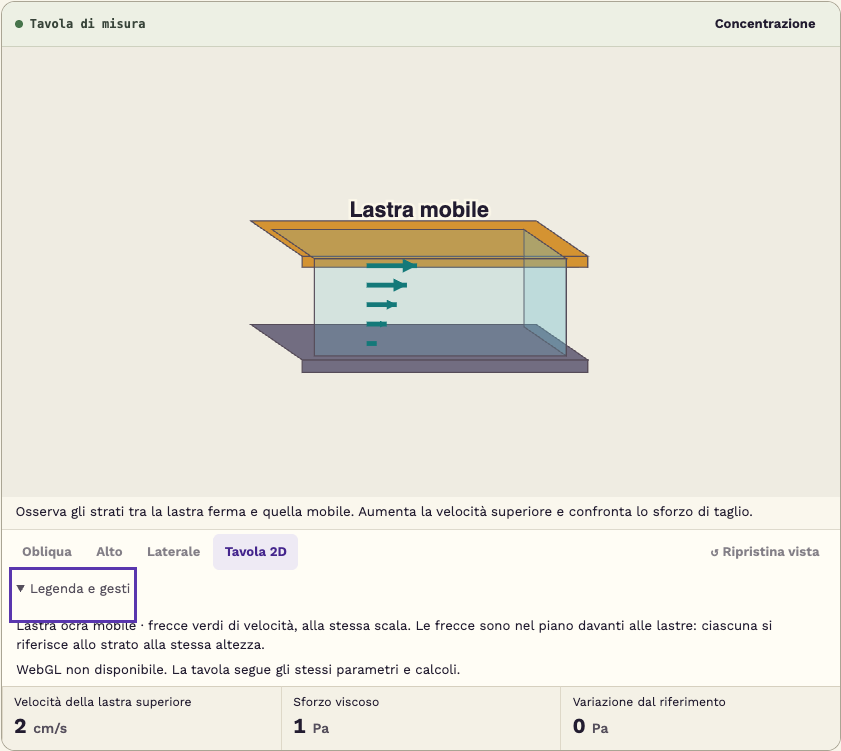 Tavola di misura
Concentrazione
Lastra mobile
Osserva gli strati tra la lastra ferma e quella mobile. Aumenta la velocità superiore e confronta lo sforzo di taglio.
Obliqua Alto Laterale Tavola 2D ↺ Ripristina vista
▼ Legenda e gesti
Lastra ocra mobile · frecce verdi di velocità, alla stessa scala. Le frecce sono nel piano davanti alle lastre: ciascuna si
riferisce allo strato alla stessa altezza.
WebGL non disponibile. La tavola segue gli stessi parametri e calcoli.
Velocità della lastra superiore
2 cm/s
Sforzo viscoso
1 Pa
Variazione dal riferimento
0 Pa